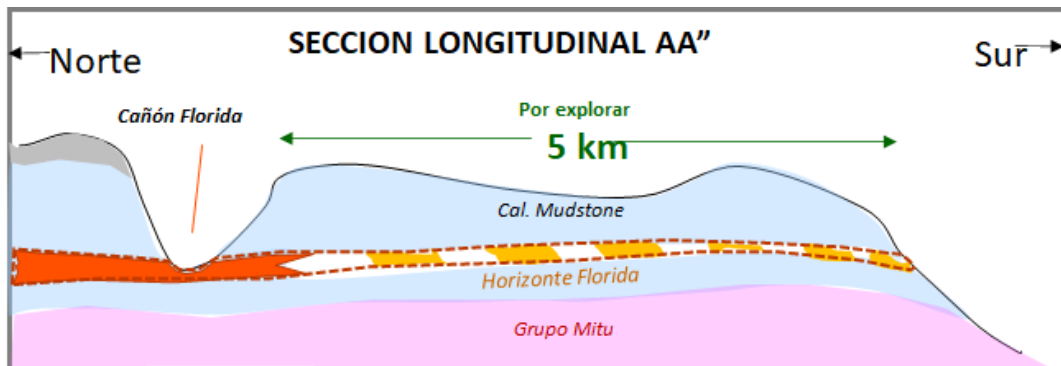 SECCION LONGITUDINAL AA”
Norte
Sur
Cañón Florida
Por explorar
5 km
Cal. Mudstone
Horizonte Florida
Grupo Mitu